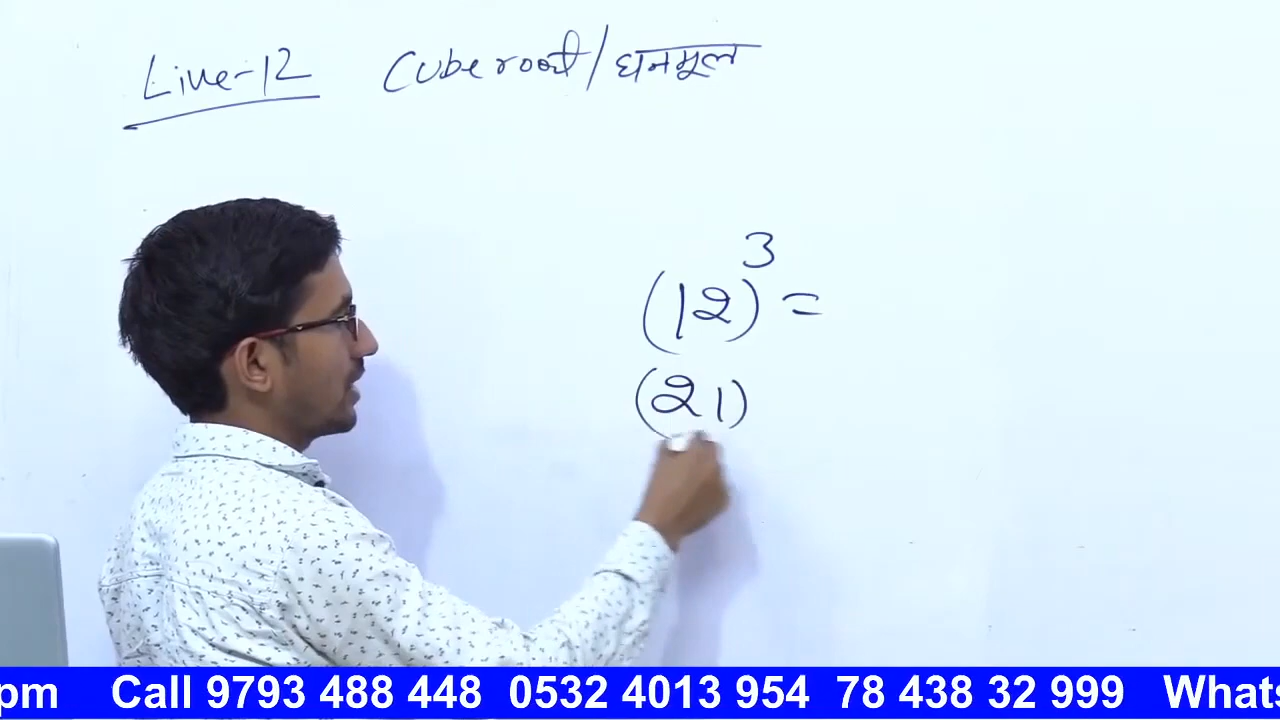 Live-12 Cube root/घनमूल
(12)³ =
(21)
pm Call 9793 488 448 0532 4013 954 78 438 32 999 Whats